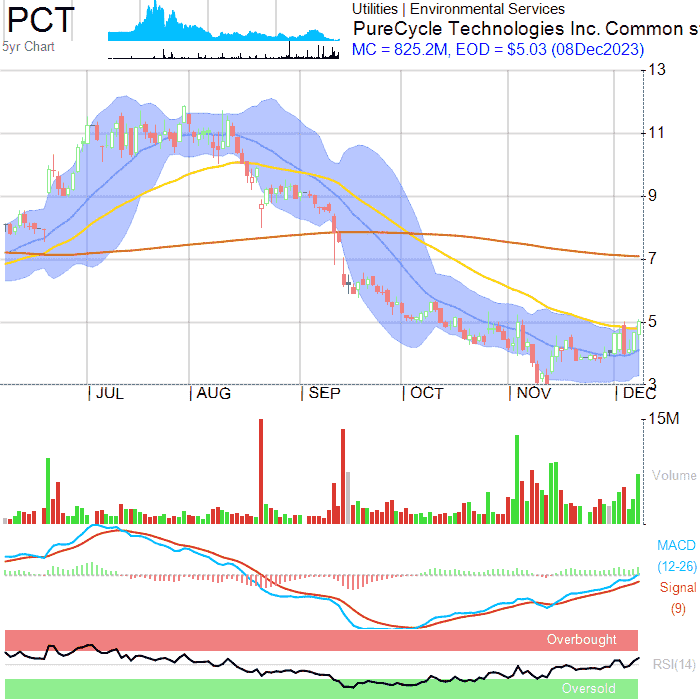 PCT
5yr Chart
Utilities | Environmental Services
PureCycle Technologies Inc. Common s
MC = 825.2M, EOD = $5.03 (08Dec2023)
13
11
9
7
5
3
JUL
AUG
SEP
OCT
NOV
DEC
15M
Volume
MACD
(12-26)
Signal
(9)
Overbought
RSI(14)
Oversold